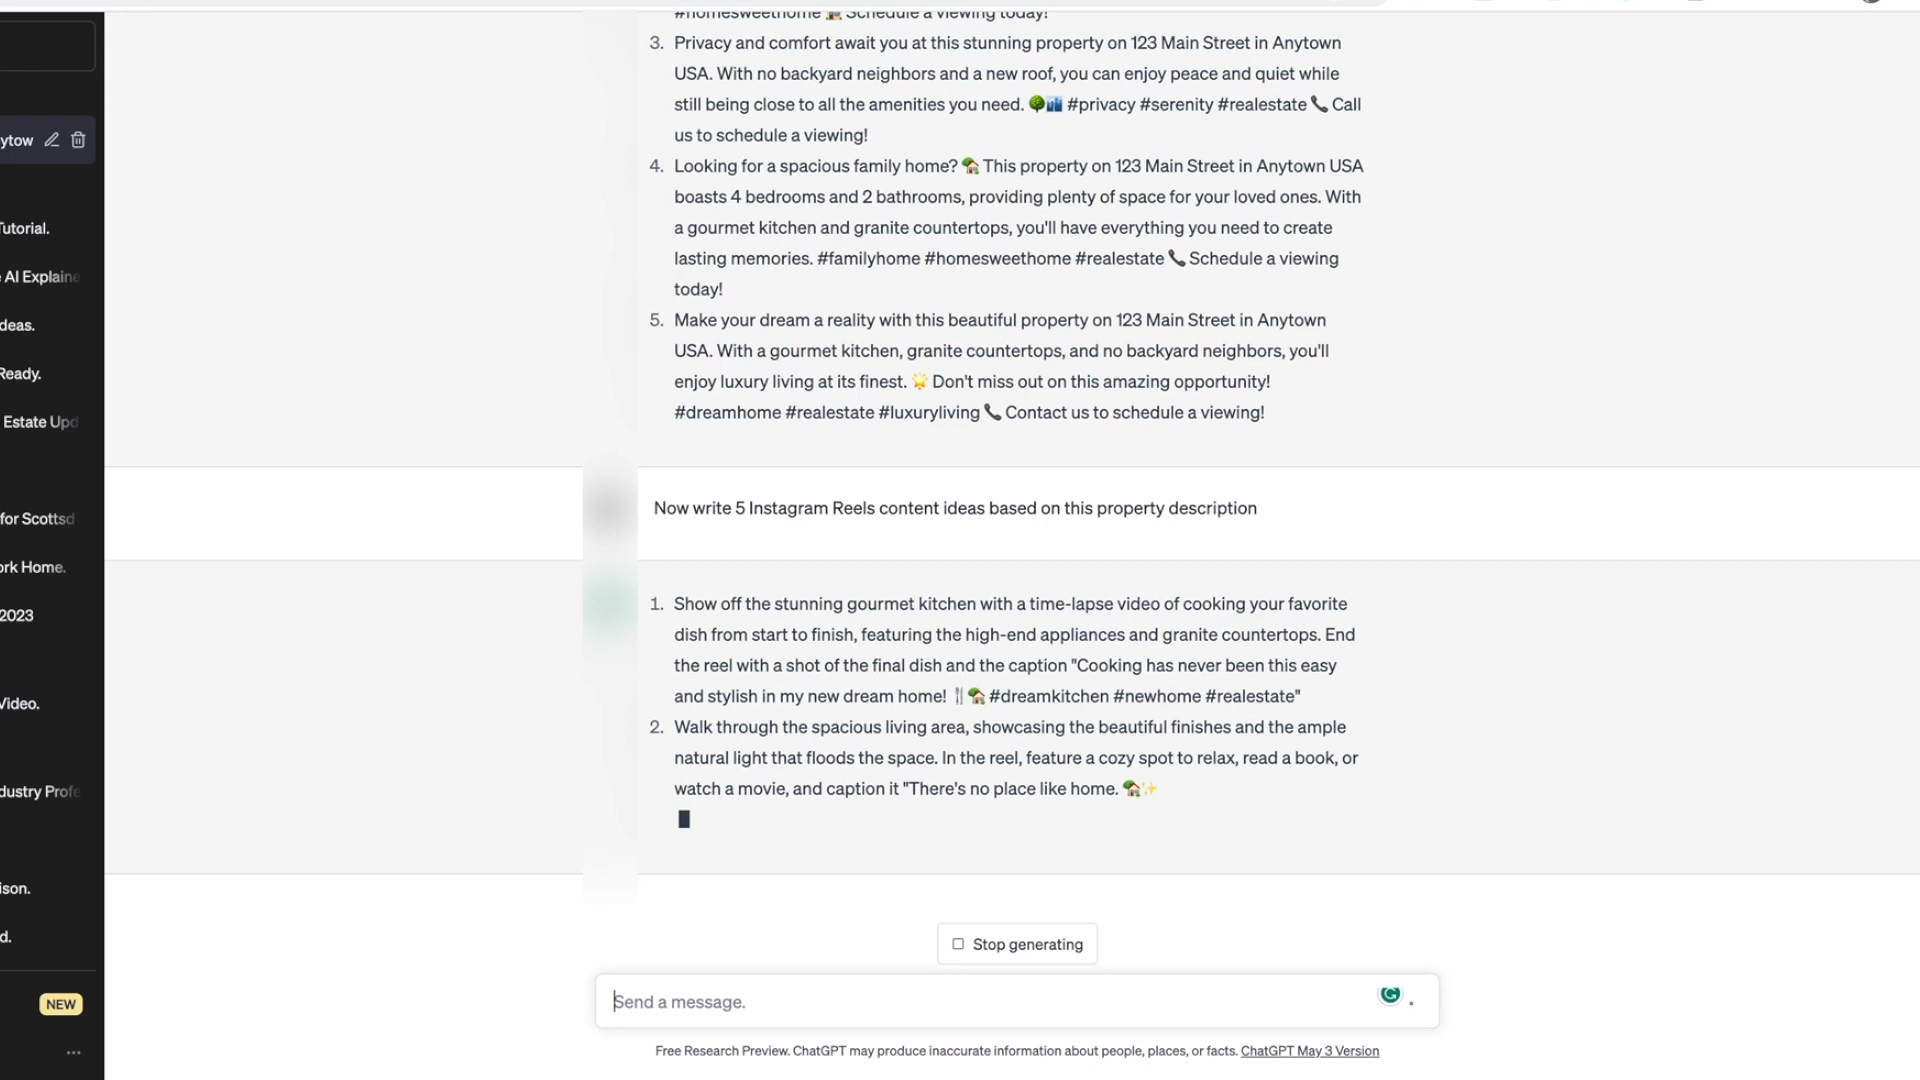 #homesweethome 🏡 Schedule a viewing today!
3. Privacy and comfort await you at this stunning property on 123 Main Street in Anytown
USA. With no backyard neighbors and a new roof, you can enjoy peace and quiet while
still being close to all the amenities you need. 🌳🏙️ #privacy #serenity #realestate 📞 Call
us to schedule a viewing!
4. Looking for a spacious family home? 🏡 This property on 123 Main Street in Anytown USA
boasts 4 bedrooms and 2 bathrooms, providing plenty of space for your loved ones. With
a gourmet kitchen and granite countertops, you'll have everything you need to create
lasting memories. #familyhome #homesweethome #realestate 📞 Schedule a viewing
today!
5. Make your dream a reality with this beautiful property on 123 Main Street in Anytown
USA. With a gourmet kitchen, granite countertops, and no backyard neighbors, you'll
enjoy luxury living at its finest. 🌟 Don't miss out on this amazing opportunity!
#dreamhome #realestate #luxuryliving 📞 Contact us to schedule a viewing!
Now write 5 Instagram Reels content ideas based on this property description
1. Show off the stunning gourmet kitchen with a time-lapse video of cooking your favorite
dish from start to finish, featuring the high-end appliances and granite countertops. End
the reel with a shot of the final dish and the caption "Cooking has never been this easy
and stylish in my new dream home! 🍴🏡 #dreamkitchen #newhome #realestate"
2. Walk through the spacious living area, showcasing the beautiful finishes and the ample
natural light that floods the space. In the reel, feature a cozy spot to relax, read a book, or
watch a movie, and caption it "There's no place like home. 🏡✨
Stop generating
Send a message.
Free Research Preview. ChatGPT may produce inaccurate information about people, places, or facts. ChatGPT May 3 Version
ytow
Tutorial.
AI Explaine
deas.
Ready.
Estate Upd
for Scottsd
ork Home.
2023
Video.
dustry Profe
ison.
d.
NEW